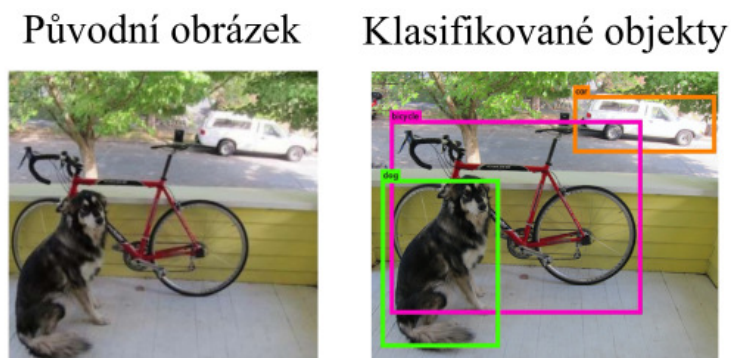 Původní obrázek
Klasifikované objekty
car
bicycle
dog